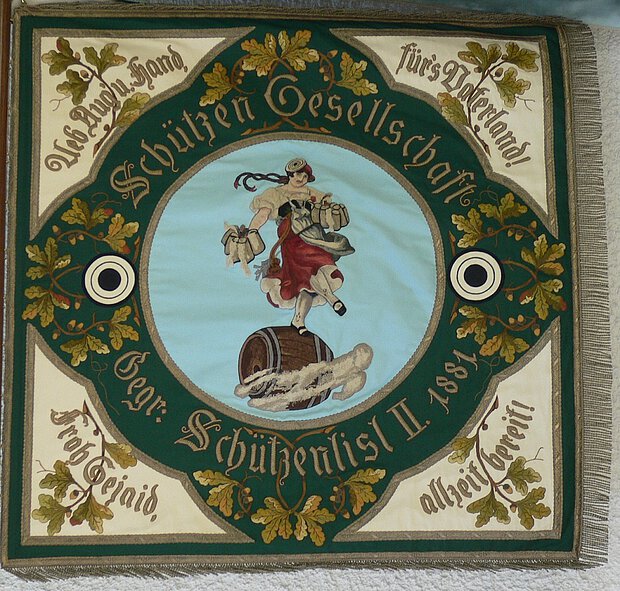 Ueb Aug u. Hand,
für's Vaterland!
Schützen Gesellschaft
Gegr:
Schützenlisl II. 1881
Froh Gejaid,
allzeit bereit!